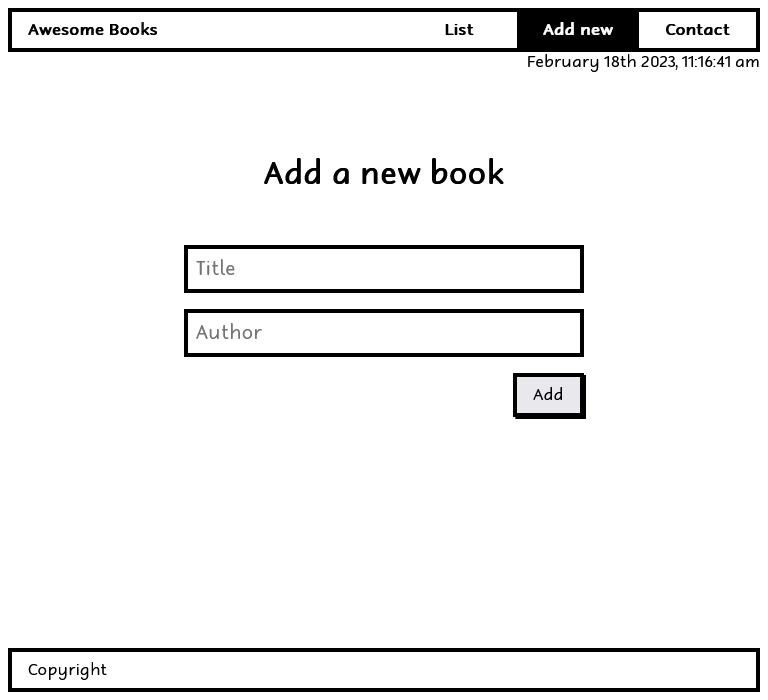 Awesome Books List Add new Contact
February 18th 2023, 11:16:41 am
Add a new book
Title
Author
Add
Copyright